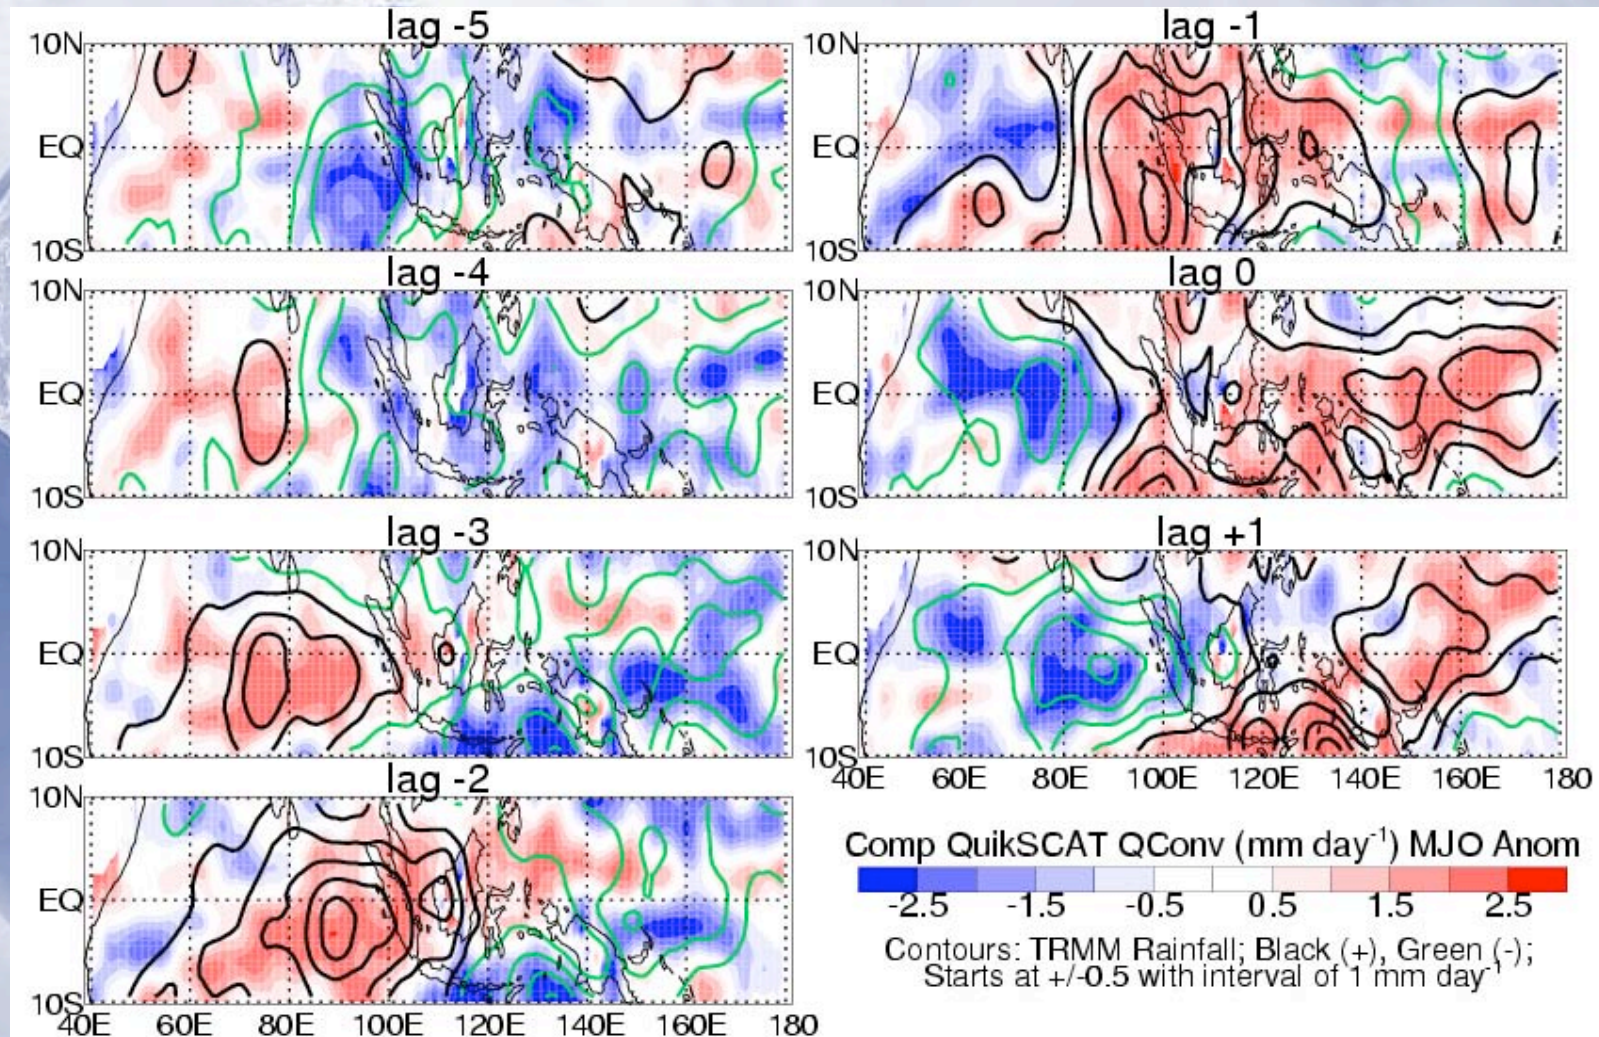 lag -5
10N
EQ
10S
lag -4
10N
EQ
10S
lag -3
10N
EQ
10S
lag -2
10N
EQ
10S
40E 60E 80E 100E 120E 140E 160E 180
lag -1
10N
EQ
10S
lag 0
10N
EQ
10S
lag +1
10N
EQ
10S
40E 60E 80E 100E 120E 140E 160E 180
Comp QuikSCAT QConv (mm day⁻¹) MJO Anom
-2.5 -1.5 -0.5 0.5 1.5 2.5
Contours: TRMM Rainfall; Black (+), Green (-);
Starts at +/-0.5 with interval of 1 mm day⁻¹